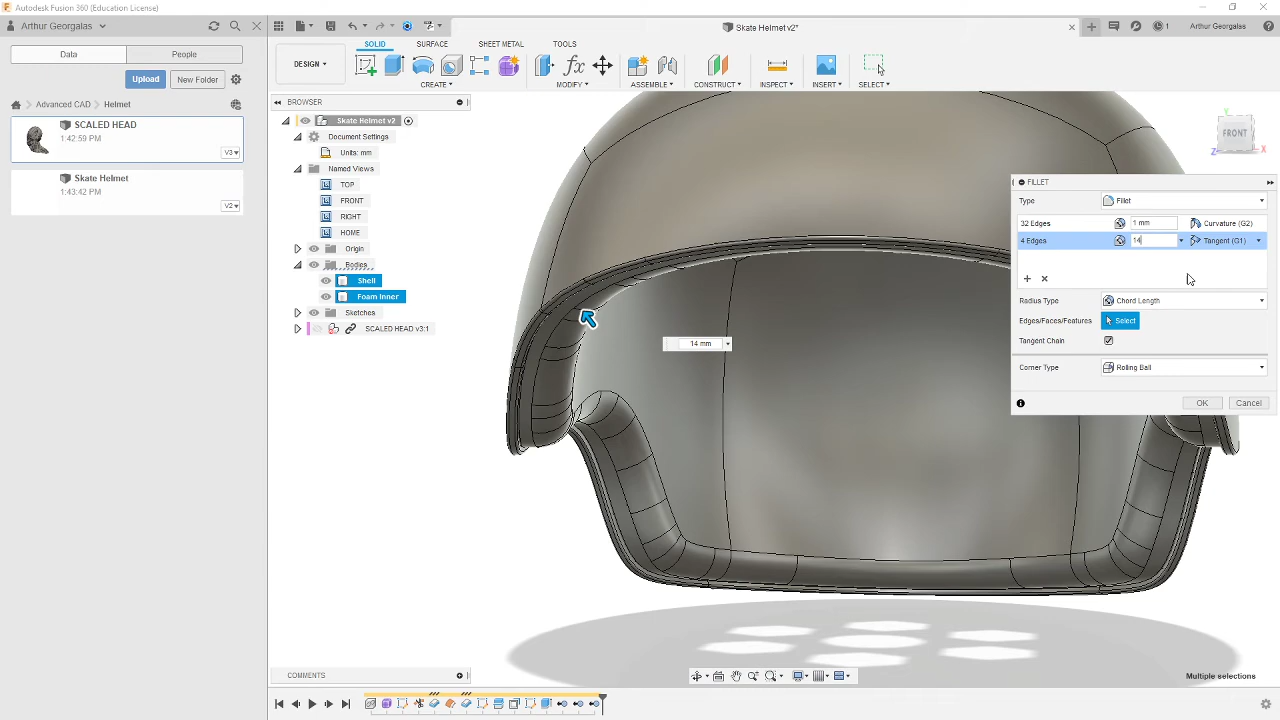 Autodesk Fusion 360 (Education License)
Arthur Georgalas
Skate Helmet v2*
1
Arthur Georgalas
Data
People
SOLID
SURFACE
SHEET METAL
TOOLS
DESIGN
CREATE
MODIFY
ASSEMBLE
CONSTRUCT
INSPECT
INSERT
SELECT
Upload
New Folder
Advanced CAD
Helmet
SCALED HEAD
1:42:59 PM
V3
Skate Helmet
1:43:42 PM
V2
BROWSER
Skate Helmet v2
Document Settings
Units: mm
Named Views
TOP
FRONT
RIGHT
HOME
Origin
Bodies
Shell
Foam Inner
Sketches
SCALED HEAD v3:1
14 mm
Y
FRONT
Z
X
FILLET
Type
Fillet
32 Edges
1 mm
Curvature (G2)
4 Edges
14
Tangent (G1)
Radius Type
Chord Length
Edges/Faces/Features
Select
Tangent Chain
Corner Type
Rolling Ball
OK
Cancel
COMMENTS
Multiple selections